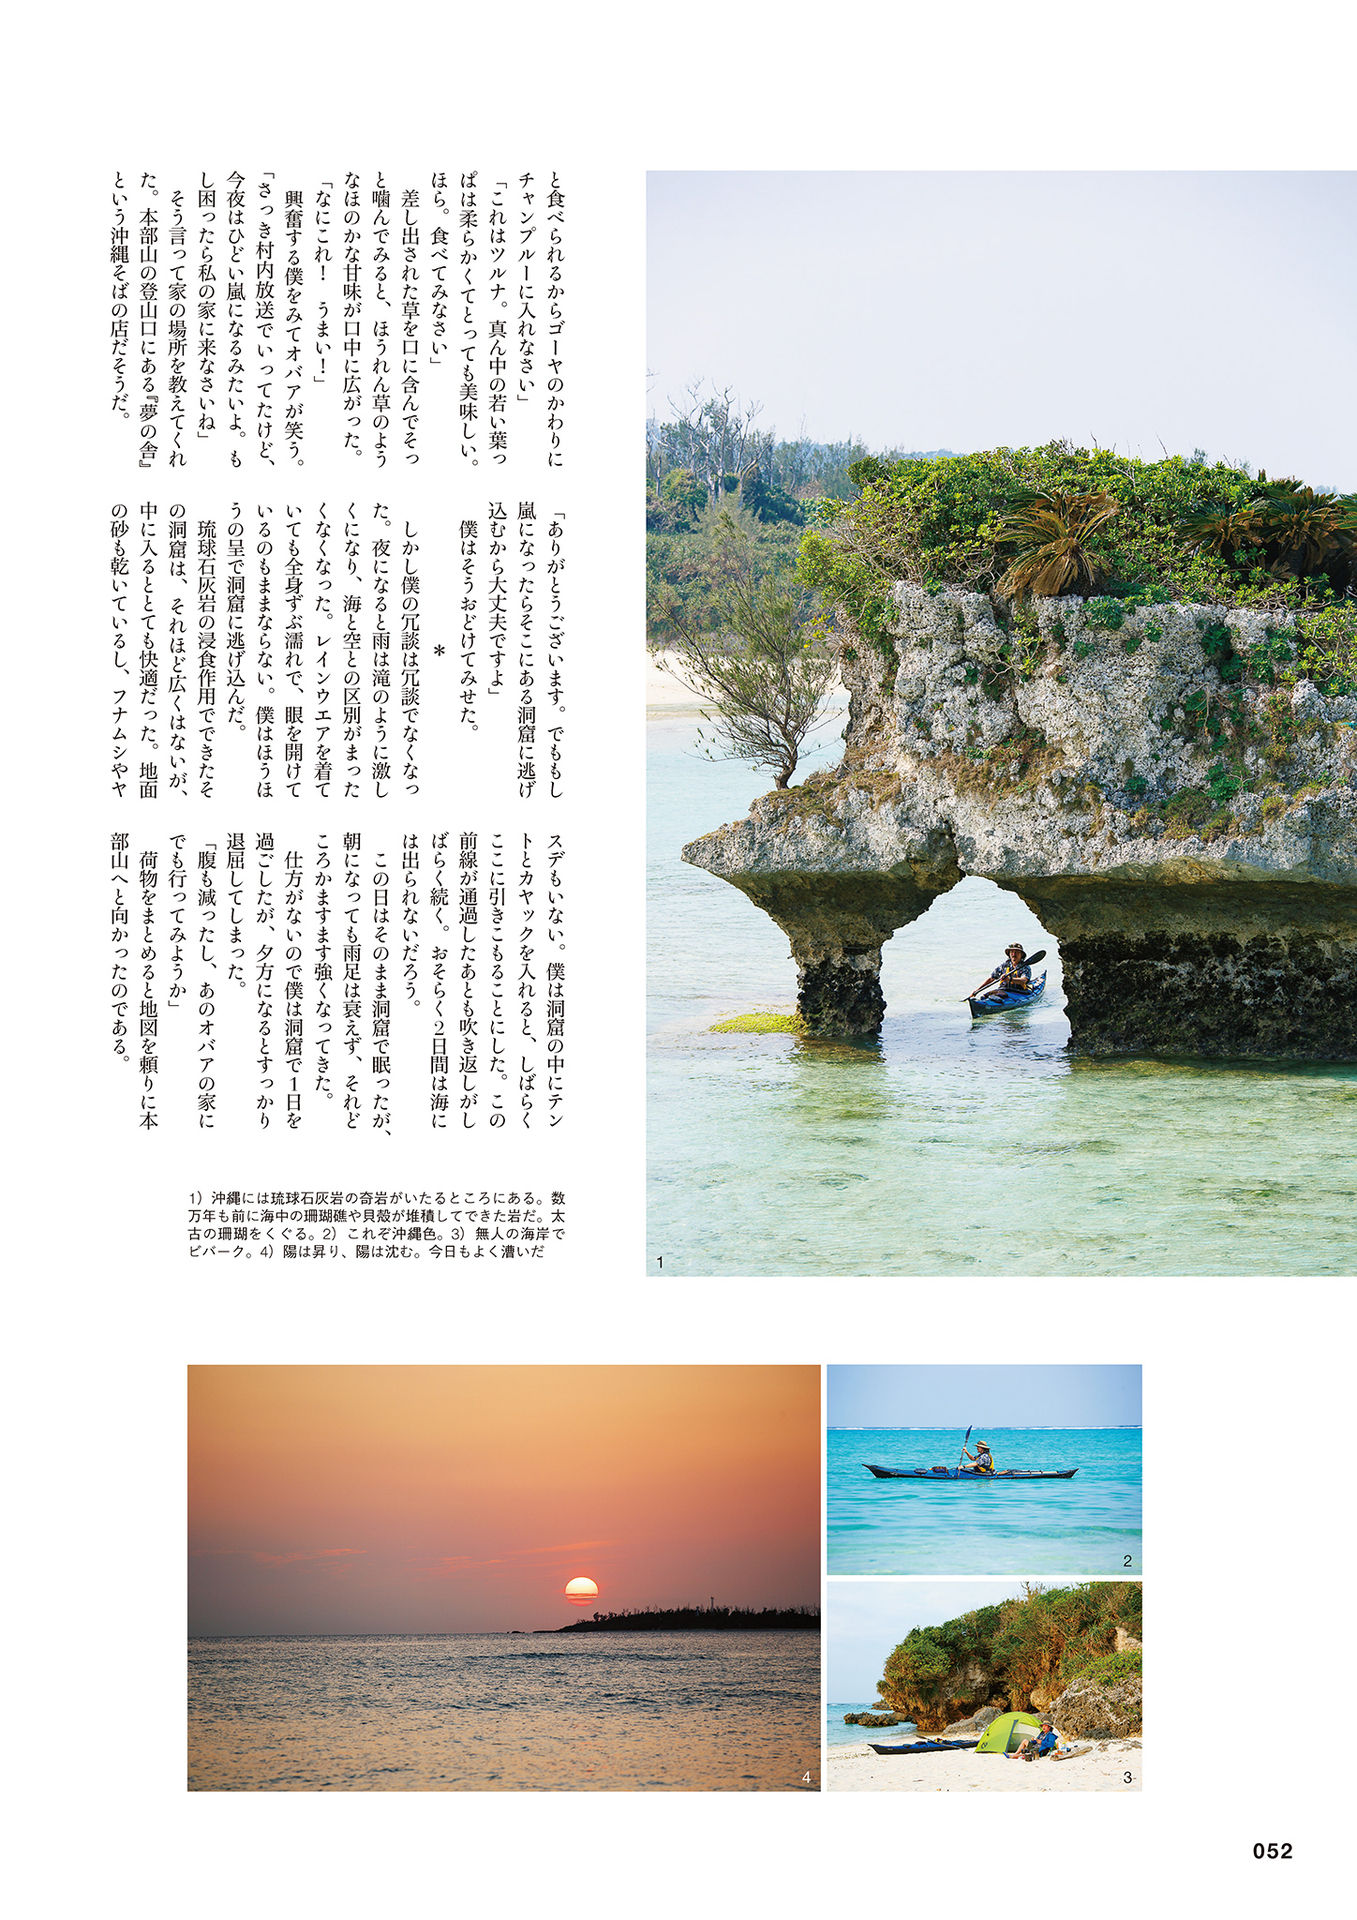 と食べられるからゴーヤのかわりに
チャンプルーに入れなさい」
「これはツルナ。真ん中の若い葉っ
ぱは柔らかくてとっても美味しい。
ほら。食べてみなさい」
差し出された草を口に含んでそっ
と噛んでみると、ほうれん草のよう
なほのかな甘味が口中に広がった。
「なにこれ！　うまい！」
興奮する僕をみてオバアが笑う。
「さっき村内放送でいってたけど、
今夜はひどい嵐になるみたいよ。も
し困ったら私の家に来なさいね」
そう言って家の場所を教えてくれ
た。本部山の登山口にある『夢の舎』
という沖縄そばの店だそうだ。
「ありがとうございます。でももし
嵐になったらそこにある洞窟に逃げ
込むから大丈夫ですよ」
僕はそうおどけてみせた。
＊
しかし僕の冗談は冗談でなくなっ
た。夜になると雨は滝のように激し
くになり、海と空との区別がまった
くなくなった。レインウエアを着て
いても全身ずぶ濡れで、眼を開けて
いるのもままならない。僕はほうほ
うの呈で洞窟に逃げ込んだ。
琉球石灰岩の浸食作用でできたそ
の洞窟は、それほど広くはないが、
中に入るととても快適だった。地面
の砂も乾いているし、フナムシやヤ
スデもいない。僕は洞窟の中にテン
トとカヤックを入れると、しばらく
ここに引きこもることにした。この
前線が通過したあとも吹き返しがし
ばらく続く。おそらく2日間は海に
は出られないだろう。
この日はそのまま洞窟で眠ったが、
朝になっても雨足は衰えず、それど
ころかますます強くなってきた。
仕方がないので僕は洞窟で1日を
過ごしたが、夕方になるとすっかり
退屈してしまった。
「腹も減ったし、あのオバアの家に
でも行ってみようか」
荷物をまとめると地図を頼りに本
部山へと向かったのである。
1）沖縄には琉球石灰岩の奇岩がいたるところにある。数
万年も前に海中の珊瑚礁や貝殻が堆積してできた岩だ。太
古の珊瑚をくぐる。2）これぞ沖縄色。3）無人の海岸で
ビバーク。4）陽は昇り、陽は沈む。今日もよく漕いだ
1
2
3
4
052